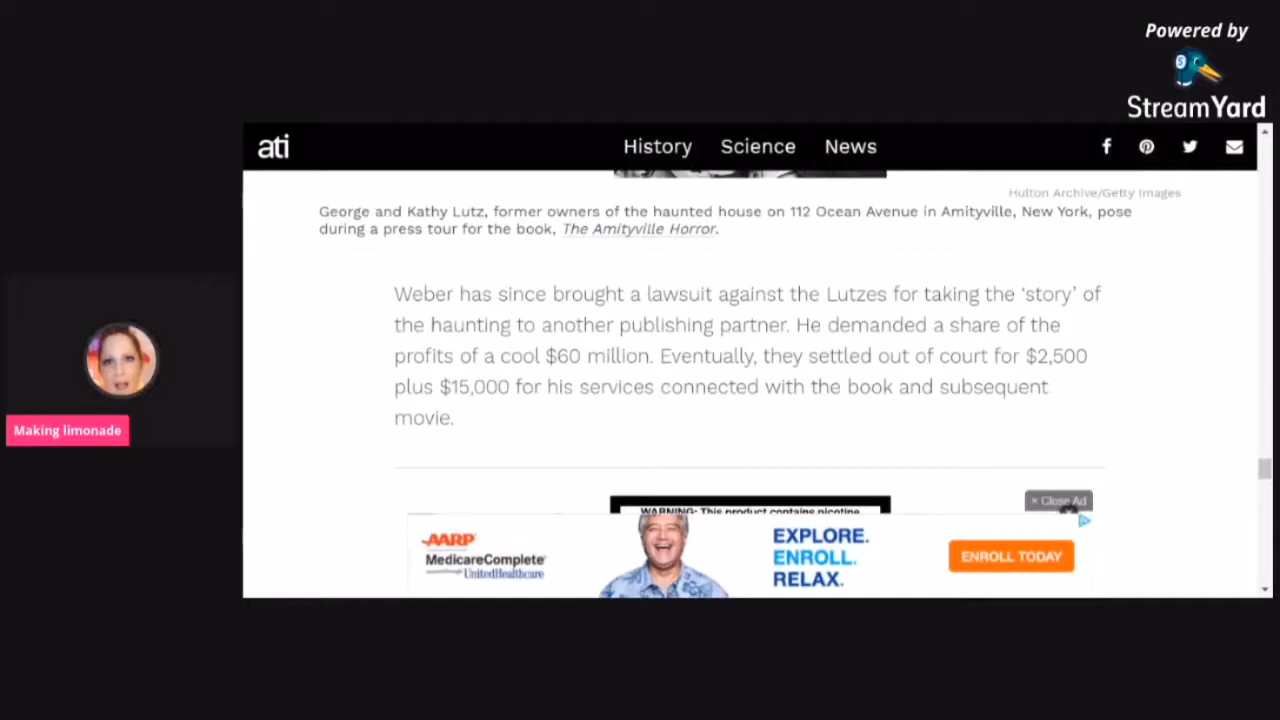 Powered by
StreamYard
ati
History Science News
Hulton Archive/Getty Images
George and Kathy Lutz, former owners of the haunted house on 112 Ocean Avenue in Amityville, New York, pose
during a press tour for the book, The Amityville Horror.
Weber has since brought a lawsuit against the Lutzes for taking the ‘story’ of
the haunting to another publishing partner. He demanded a share of the
profits of a cool $60 million. Eventually, they settled out of court for $2,500
plus $15,000 for his services connected with the book and subsequent
movie.
Making limonade
× Close Ad
WARNING: This product contains nicotine
AARP
MedicareComplete
UnitedHealthcare
EXPLORE.
ENROLL.
RELAX.
ENROLL TODAY